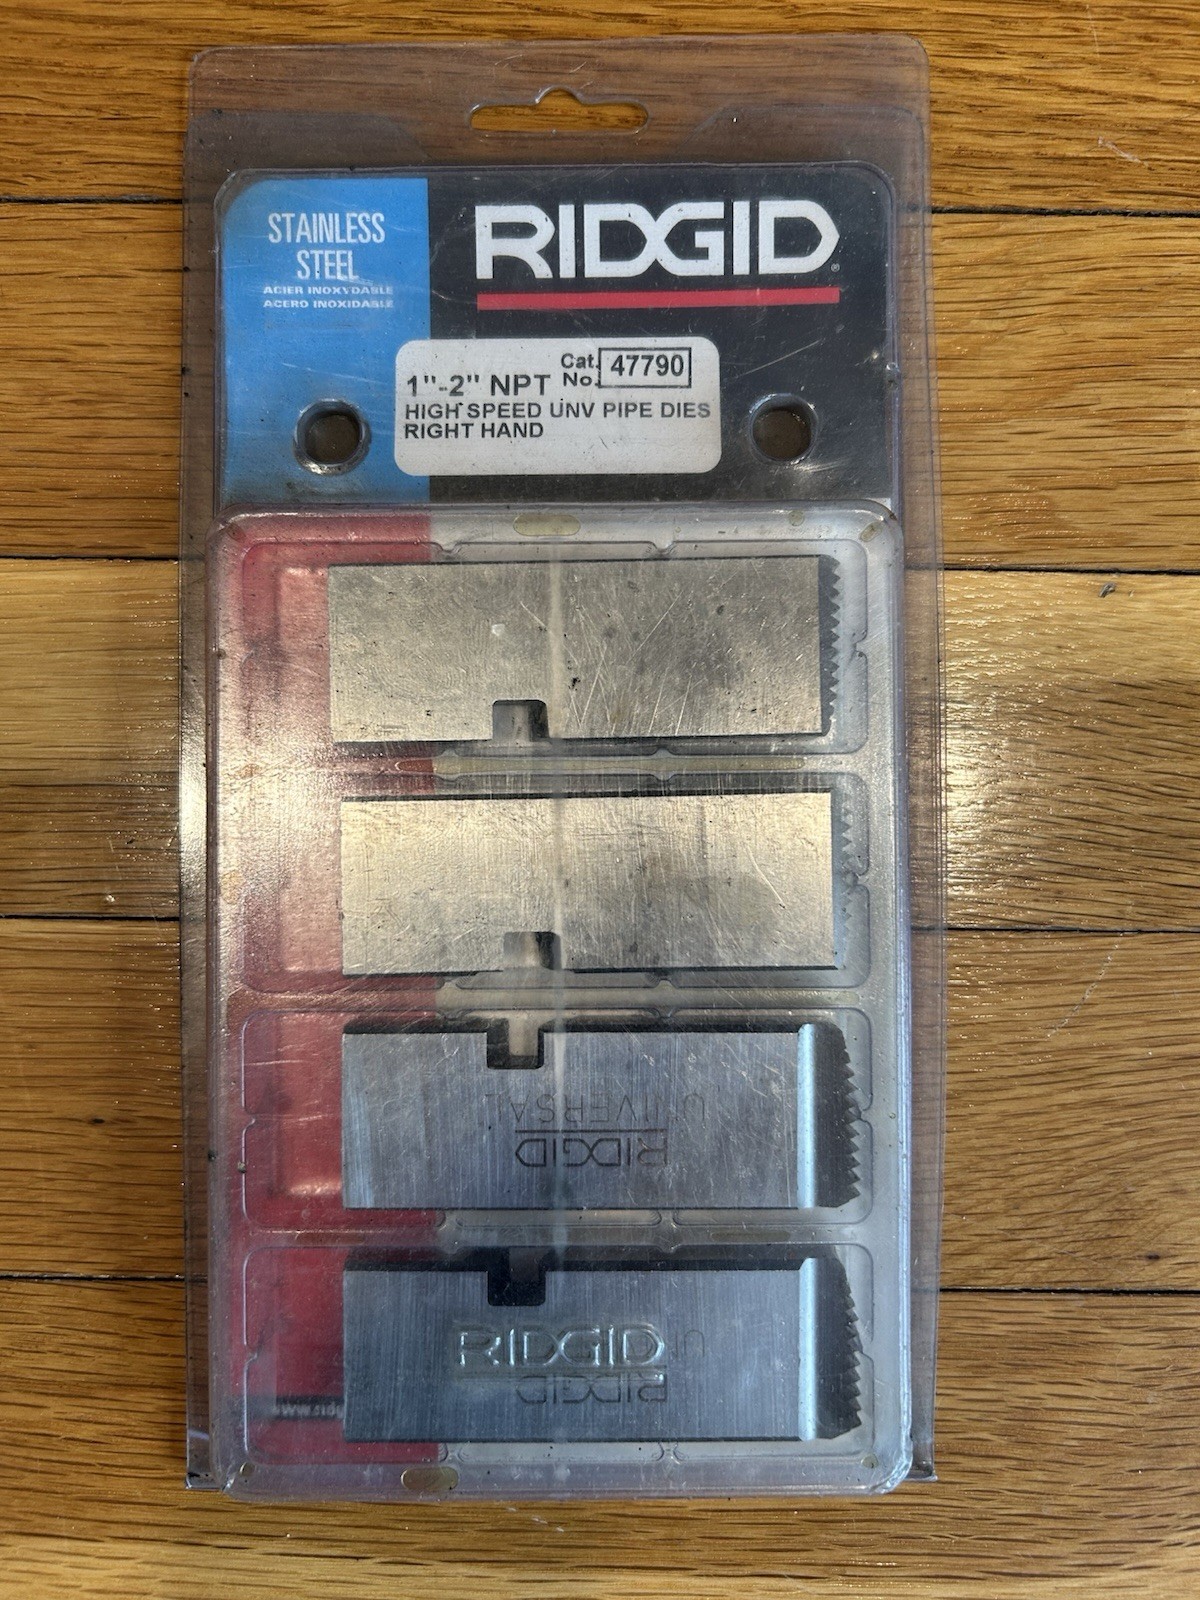 STAINLESS
STEEL
ACIER INOXYDABLE
ACERO INOXIDABLE
RIDGID®
1"-2" NPT Cat. No. 47790
HIGH SPEED UNV PIPE DIES
RIGHT HAND
UNIVERSAL
RIDGID
RIDGID
RIDGID